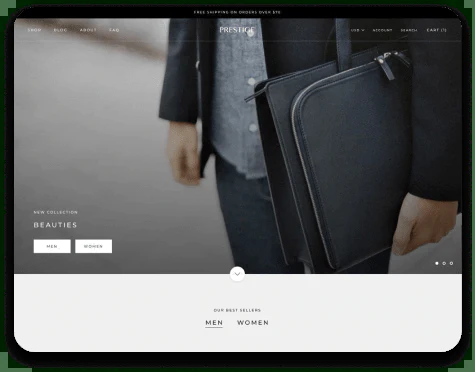 FREE SHIPPING ON ORDERS OVER $70
SHOP BLOG ABOUT FAQ
PRESTIGE
USD ACCOUNT SEARCH CART (1)
NEW COLLECTION
BEAUTIES
MEN WOMEN
OUR BEST SELLERS
MEN WOMEN